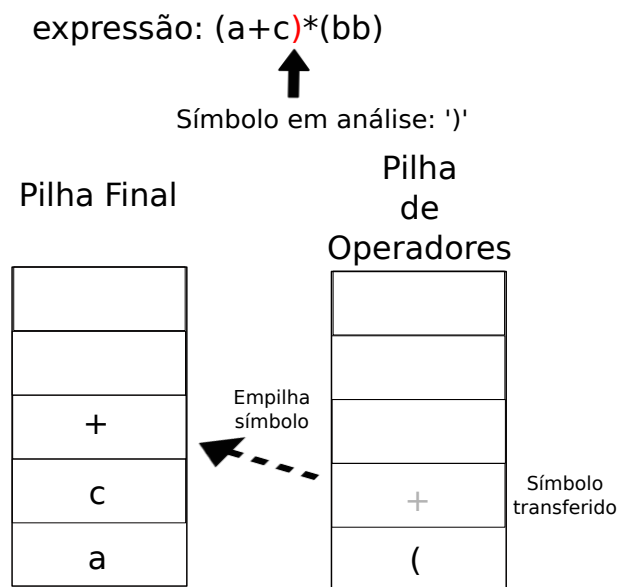 expressão: (a+c)*(bb)
Símbolo em análise: ')'
Pilha Final
Pilha
de
Operadores
Empilha
símbolo
+
c
a
+
(
Símbolo
transferido